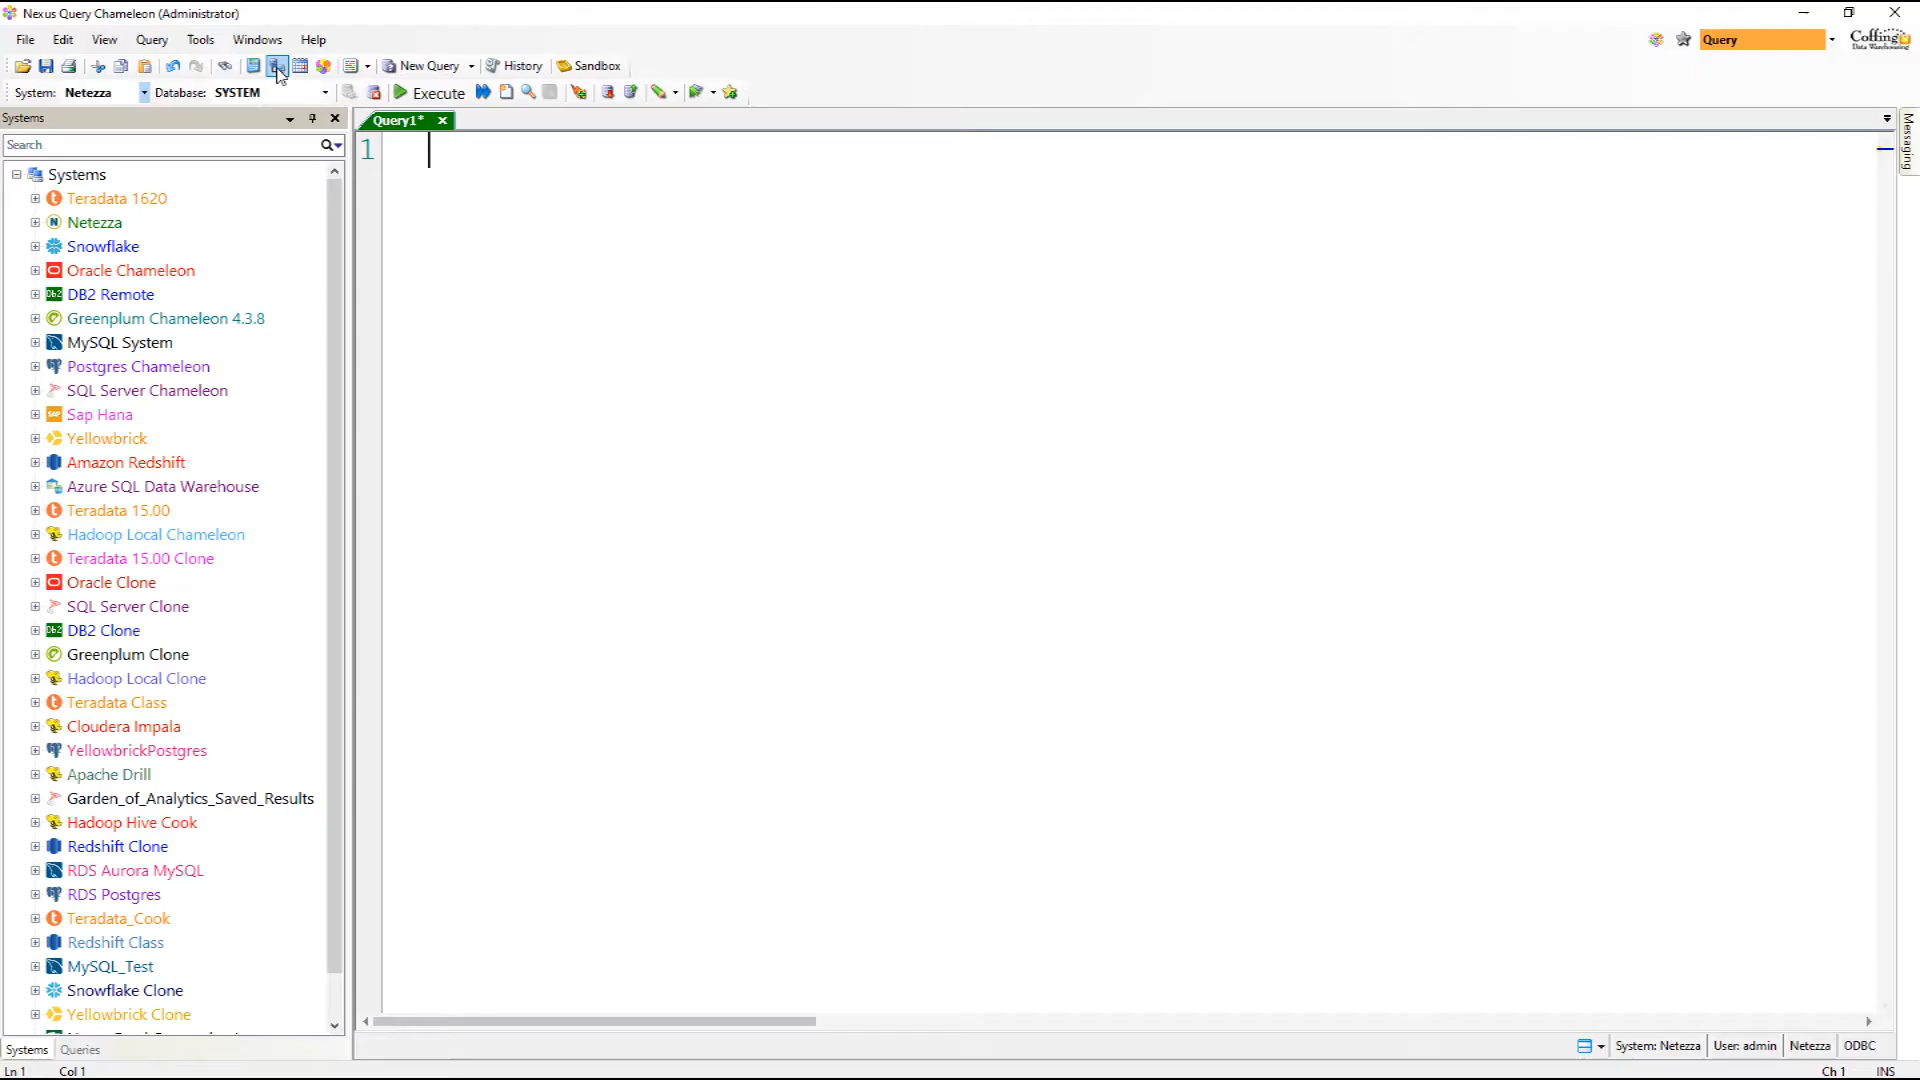 Nexus Query Chameleon (Administrator)
File Edit View Query Tools Windows Help
Query
Coffing
Data Warehousing
New Query History Sandbox
System: Netezza Database: SYSTEM Execute
Systems
Query1*
Search
1
Messaging
Systems
Teradata 1620
Netezza
Snowflake
Oracle Chameleon
DB2 Remote
Greenplum Chameleon 4.3.8
MySQL System
Postgres Chameleon
SQL Server Chameleon
Sap Hana
Yellowbrick
Amazon Redshift
Azure SQL Data Warehouse
Teradata 15.00
Hadoop Local Chameleon
Teradata 15.00 Clone
Oracle Clone
SQL Server Clone
DB2 Clone
Greenplum Clone
Hadoop Local Clone
Teradata Class
Cloudera Impala
YellowbrickPostgres
Apache Drill
Garden_of_Analytics_Saved_Results
Hadoop Hive Cook
Redshift Clone
RDS Aurora MySQL
RDS Postgres
Teradata_Cook
Redshift Class
MySQL_Test
Snowflake Clone
Yellowbrick Clone
Systems Queries
System: Netezza User: admin Netezza ODBC
Ln 1 Col 1 Ch 1 INS